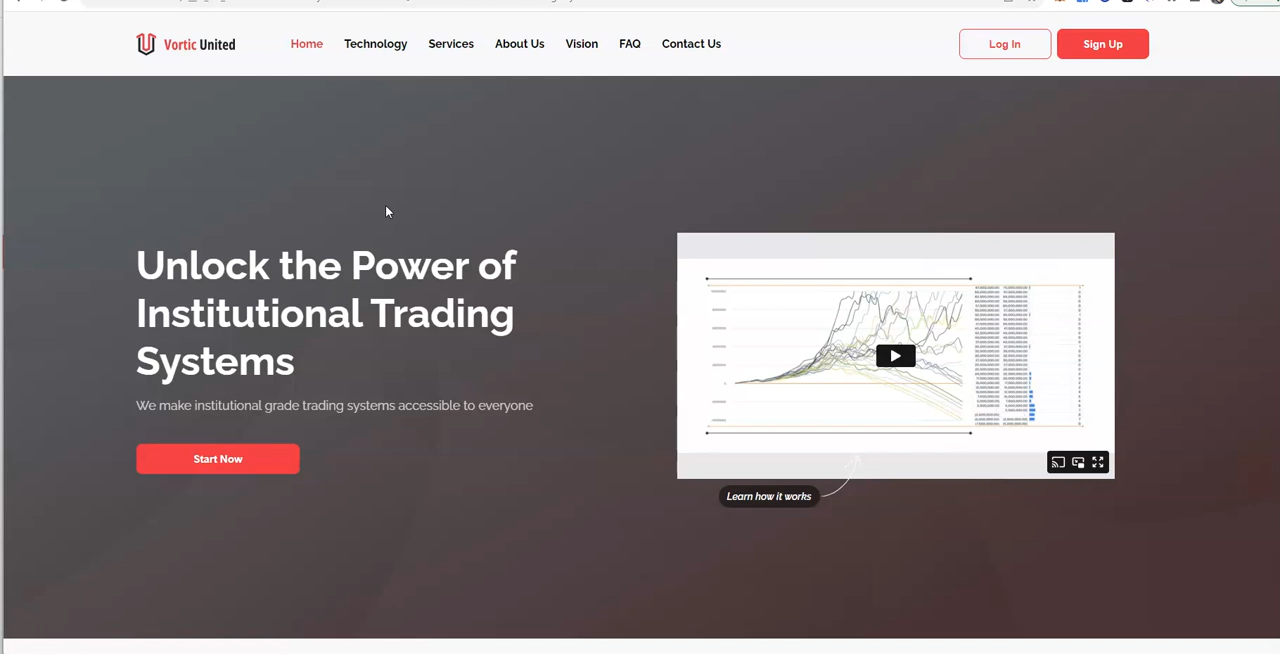 Vortic United
Home
Technology
Services
About Us
Vision
FAQ
Contact Us
Log In
Sign Up
Unlock the Power of
Institutional Trading
Systems
We make institutional grade trading systems accessible to everyone
Start Now
Learn how it works